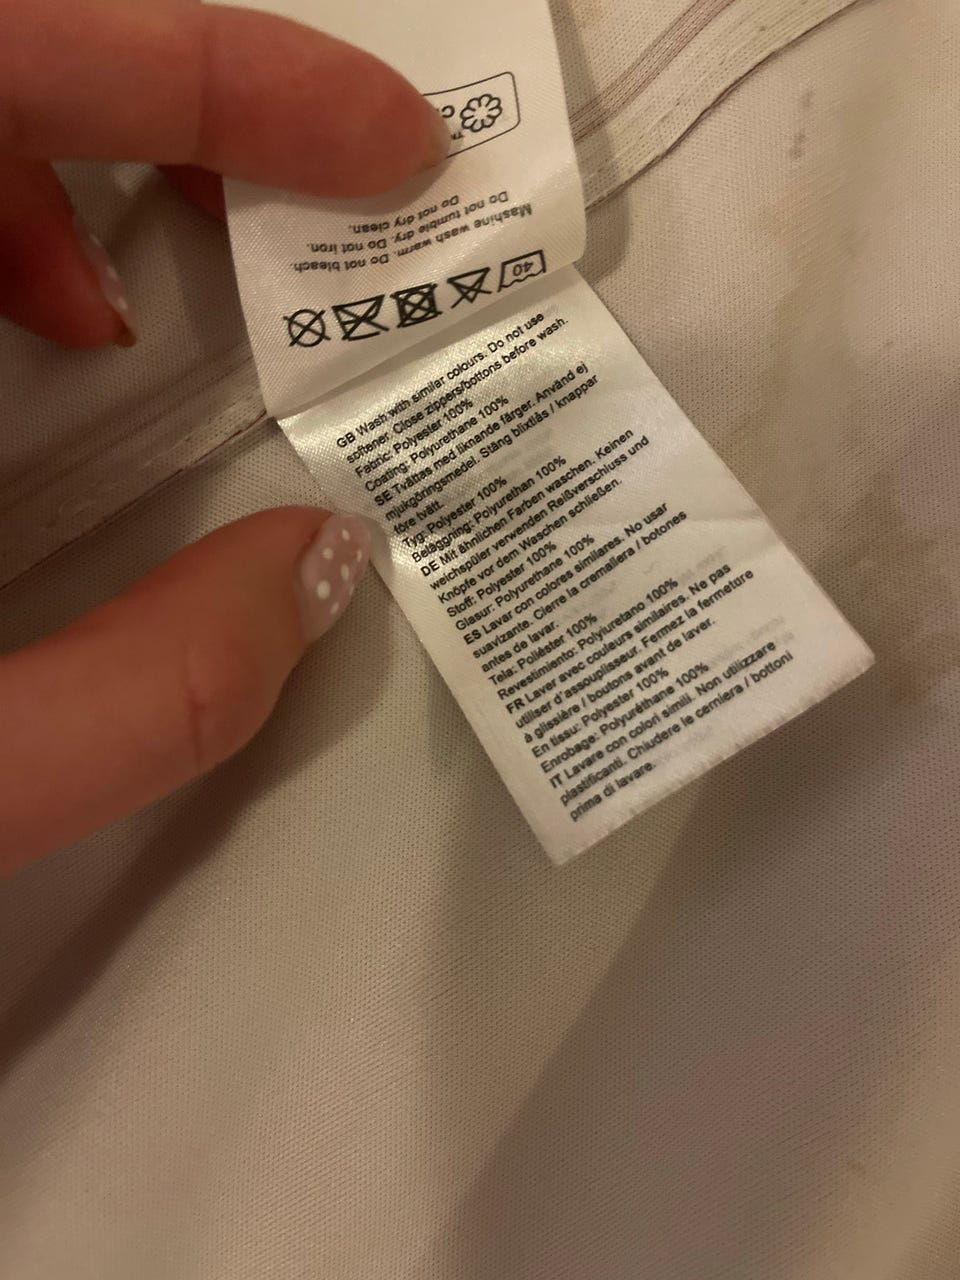 Mashine wash warm. Do not bleach.
Do not tumble dry. Do not iron.
Do not dry clean.
40
GB Wash with similar colours. Do not use
softener. Close zippers/bottons before wash.
Fabric: Polyester 100%
Coating: Polyurethane 100%
SE Tvättas med liknande färger. Använd ej
mjukgöringsmedel. Stäng blixtlås / knappar
före tvätt.
Tyg: Polyester 100%
Beläggning: Polyurethan 100%
DE Mit ähnlichen Farben waschen. Keinen
weichspüler verwenden Reißverschluss und
Knöpfe vor dem Waschen schließen.
Stoff: Polyester 100%
Glasur: Polyurethane 100%
ES Lavar con colores similares. No usar
suavizante. Cierre la cremallera / botones
antes de lavar.
Tela: Poliéster 100%
Revestimiento: Polyiuretano 100%
FR Laver avec couleurs similaires. Ne pas
utiliser d'assouplisseur. Fermez la fermeture
à glissière / boutons avant de laver.
En tissu: Polyester 100%
Enrobage: Polyuréthane 100%
IT Lavare con colori simili. Non utilizzare
plastificanti. Chiudere le cerniera / bottoni
prima di lavare.